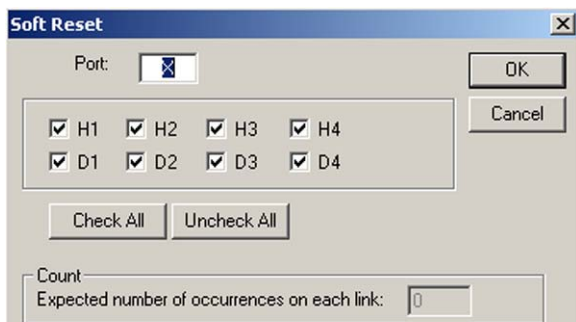 Soft Reset
Port: X
OK
Cancel
H1 H2 H3 H4
D1 D2 D3 D4
Check All Uncheck All
Count
Expected number of occurrences on each link: 0